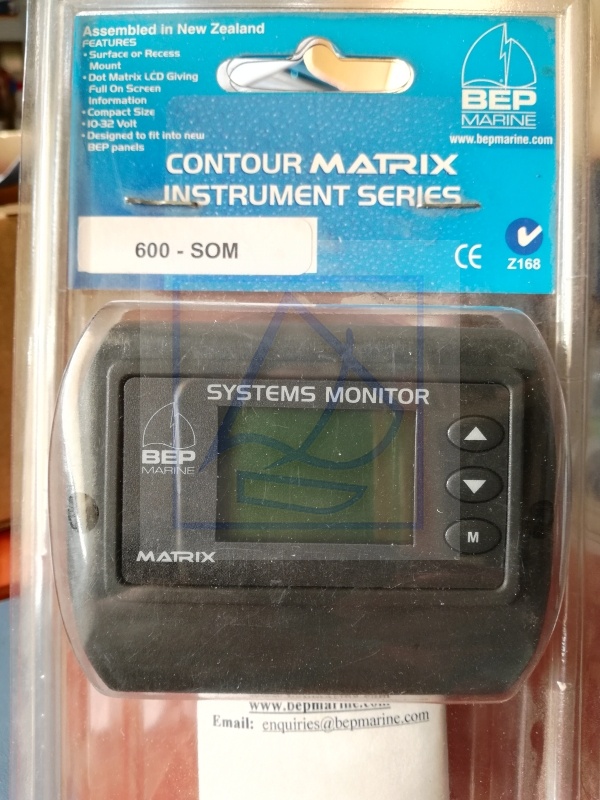 Assembled in New Zealand
FEATURES
• Surface or Recess
Mount
• Dot Matrix LCD Giving
Full On Screen
Information
• Compact Size
• 10-32 Volt
• Designed to fit into new
BEP panels
BEP
MARINE
www.bepmarine.com
CONTOUR MATRIX
INSTRUMENT SERIES
600 - SOM
CE
Z168
SYSTEMS MONITOR
BEP
MARINE
MATRIX
M
www.bepmarine.com
Email: enquiries@bepmarine.com